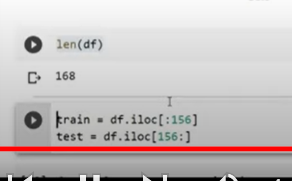 len(df)
168
train = df.iloc[:156]
test = df.iloc[156:]